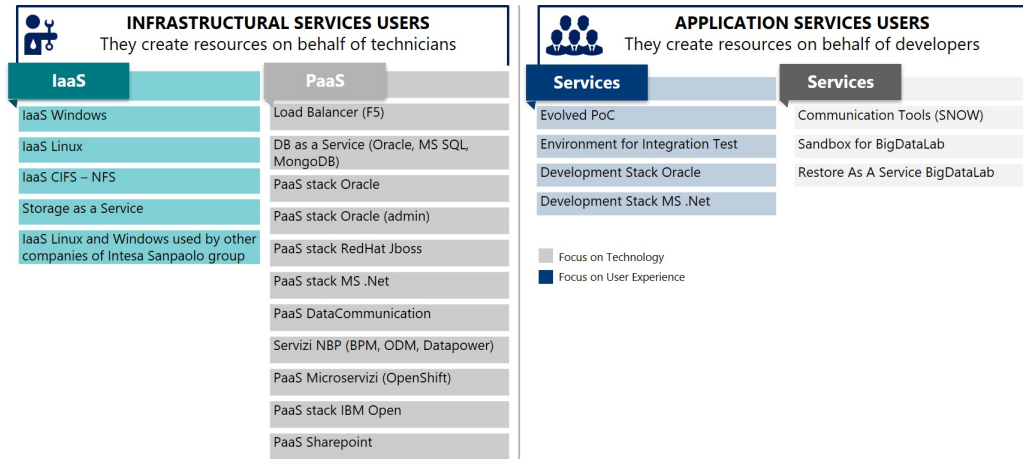 INFRASTRUCTURAL SERVICES USERS
They create resources on behalf of technicians
IaaS
IaaS Windows
IaaS Linux
IaaS CIFS – NFS
Storage as a Service
IaaS Linux and Windows used by other
companies of Intesa Sanpaolo group
PaaS
Load Balancer (F5)
DB as a Service (Oracle, MS SQL,
MongoDB)
PaaS stack Oracle
PaaS stack Oracle (admin)
PaaS stack RedHat Jboss
PaaS stack MS .Net
PaaS DataCommunication
Servizi NBP (BPM, ODM, Datapower)
PaaS Microservizi (OpenShift)
PaaS stack IBM Open
PaaS Sharepoint
APPLICATION SERVICES USERS
They create resources on behalf of developers
Services
Evolved PoC
Environment for Integration Test
Development Stack Oracle
Development Stack MS .Net
Services
Communication Tools (SNOW)
Sandbox for BigDataLab
Restore As A Service BigDataLab
Focus on Technology
Focus on User Experience